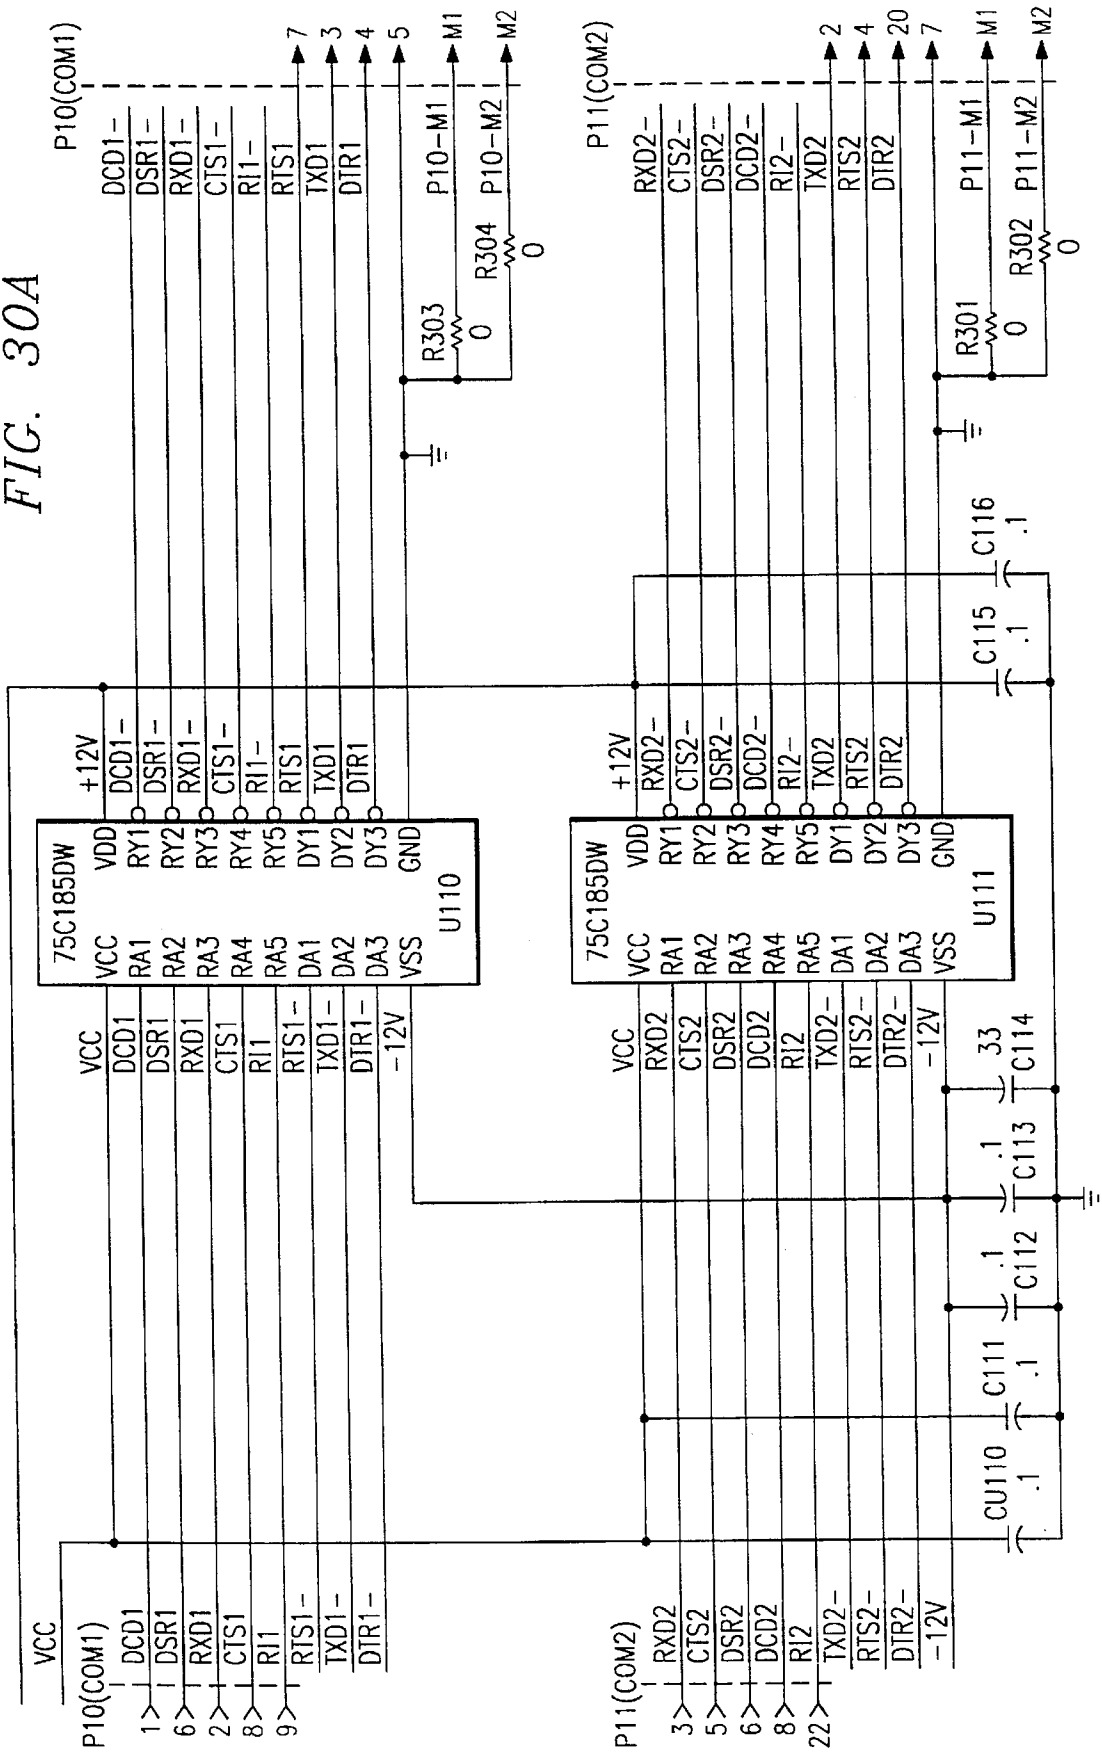 FIG. 30A
VCC
P10(COM1)
1 DCD1
6 DSR1
2 RXD1
8 CTS1
9 RI1
RTS1-
TXD1-
DTR1-
VCC
DCD1
DSR1
RXD1
CTS1
RI1
RTS1-
TXD1-
DTR1-
-12V
75C185DW
VCC VDD
RA1 RY1
RA2 RY2
RA3 RY3
RA4 RY4
RA5 RY5
DA1 DY1
DA2 DY2
DA3 DY3
VSS GND
U110
+12V
DCD1-
DSR1-
RXD1-
CTS1-
RI1-
RTS1
TXD1
DTR1
P10(COM1)
DCD1-
DSR1-
RXD1-
CTS1-
RI1-
RTS1 7
TXD1 3
DTR1 4
5
R303 P10-M1 M1
0
R304 P10-M2 M2
0
P11(COM2)
3 RXD2
5 CTS2
6 DSR2
8 DCD2
22 RI2
TXD2-
RTS2-
DTR2-
-12V
VCC
RXD2
CTS2
DSR2
DCD2
RI2
TXD2-
RTS2-
DTR2-
-12V
75C185DW
VCC VDD
RA1 RY1
RA2 RY2
RA3 RY3
RA4 RY4
RA5 RY5
DA1 DY1
DA2 DY2
DA3 DY3
VSS GND
U111
+12V
RXD2-
CTS2-
DSR2-
DCD2-
RI2-
TXD2
RTS2
DTR2
P11(COM2)
RXD2-
CTS2-
DSR2-
DCD2-
RI2-
TXD2 2
RTS2 4
DTR2 20
7
R301 P11-M1 M1
0
R302 P11-M2 M2
0
CU110
.1
C111
.1
.1
C112
.1
C113
33
C114
C115
.1
C116
.1